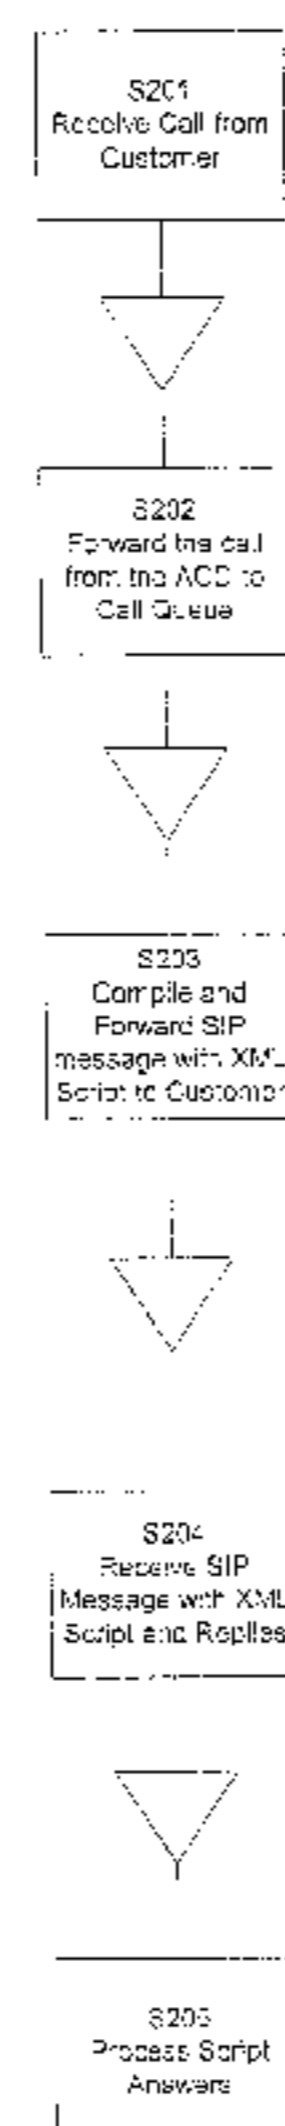 S201
Receive Call from
Customer
S202
Forward the call
from the ACD to
Call Queue
S203
Compile and
Forward SIP
message with XML
Script to Customer
S204
Receive SIP
Message with XML
Script and Replies
S205
Process Script
Answers